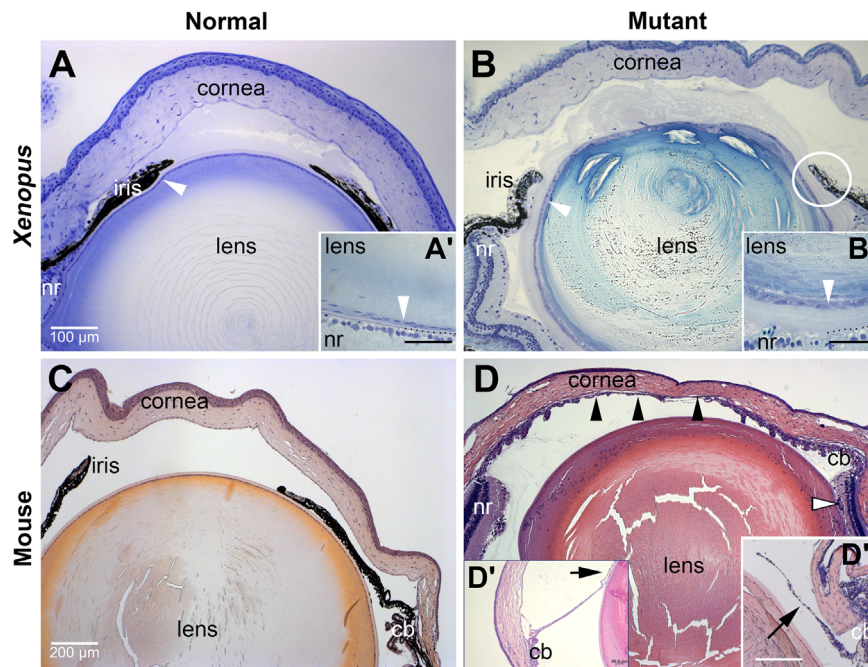 Normal
Mutant
Xenopus
Mouse
A
cornea
iris
lens
nr
100 µm
lens
A'
nr
B
cornea
iris
lens
nr
lens
B
nr
C
cornea
iris
lens
cb
200 µm
D
cornea
cb
nr
lens
D'
cb
D'
cb